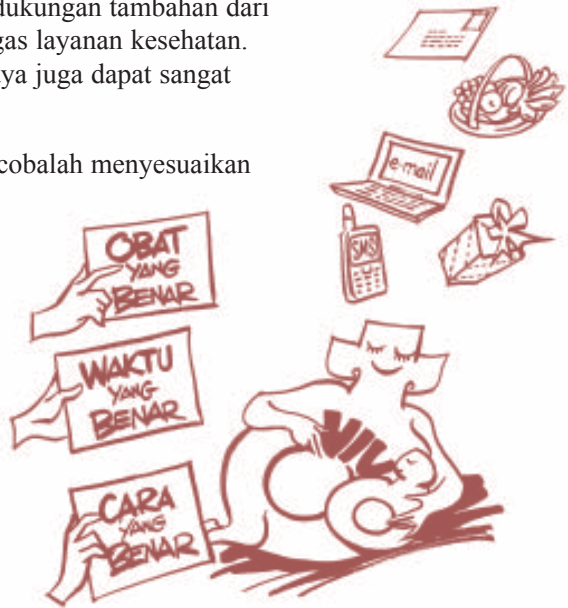 dukungan tambahan dari
gas layanan kesehatan.
ya juga dapat sangat
cobalah menyesuaikan
e-mail
SMS
OBAT
YANG
BENAR
WAKTU
YANG
BENAR
CARA
YANG
BENAR